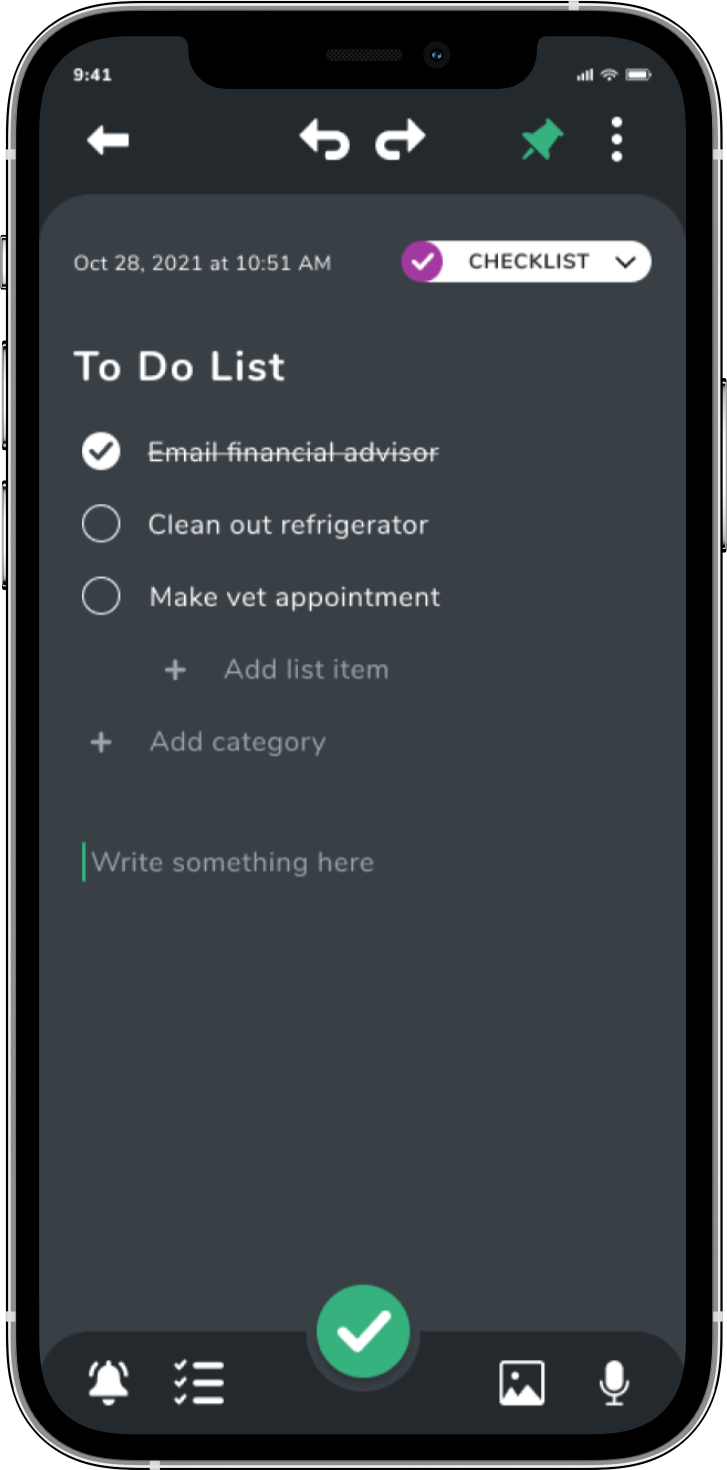 9:41
Oct 28, 2021 at 10:51 AM
CHECKLIST
To Do List
Email financial advisor
Clean out refrigerator
Make vet appointment
+ Add list item
+ Add category
Write something here